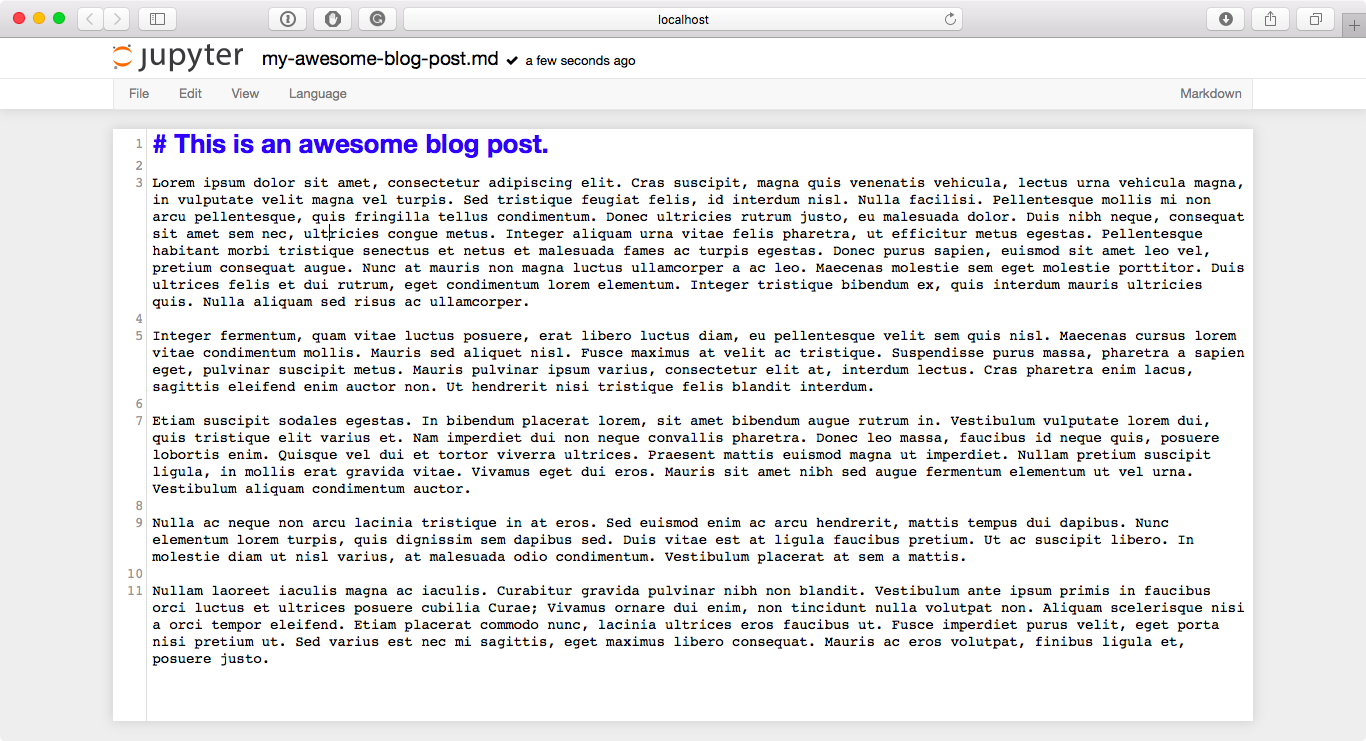 localhost
jupyter my-awesome-blog-post.md ✔ a few seconds ago
File Edit View Language Markdown
1 # This is an awesome blog post.
2
3 Lorem ipsum dolor sit amet, consectetur adipiscing elit. Cras suscipit, magna quis venenatis vehicula, lectus urna vehicula magna,
in vulputate velit magna vel turpis. Sed tristique feugiat felis, id interdum nisl. Nulla facilisi. Pellentesque mollis mi non
arcu pellentesque, quis fringilla tellus condimentum. Donec ultricies rutrum justo, eu malesuada dolor. Duis nibh neque, consequat
sit amet sem nec, ultricies congue metus. Integer aliquam urna vitae felis pharetra, ut efficitur metus egestas. Pellentesque
habitant morbi tristique senectus et netus et malesuada fames ac turpis egestas. Donec purus sapien, euismod sit amet leo vel,
pretium consequat augue. Nunc at mauris non magna luctus ullamcorper a ac leo. Maecenas molestie sem eget molestie porttitor. Duis
ultrices felis et dui rutrum, eget condimentum lorem elementum. Integer tristique bibendum ex, quis interdum mauris ultricies
quis. Nulla aliquam sed risus ac ullamcorper.
4
5 Integer fermentum, quam vitae luctus posuere, erat libero luctus diam, eu pellentesque velit sem quis nisl. Maecenas cursus lorem
vitae condimentum mollis. Mauris sed aliquet nisl. Fusce maximus at velit ac tristique. Suspendisse purus massa, pharetra a sapien
eget, pulvinar suscipit metus. Mauris pulvinar ipsum varius, consectetur elit at, interdum lectus. Cras pharetra enim lacus,
sagittis eleifend enim auctor non. Ut hendrerit nisi tristique felis blandit interdum.
6
7 Etiam suscipit sodales egestas. In bibendum placerat lorem, sit amet bibendum augue rutrum in. Vestibulum vulputate lorem dui,
quis tristique elit varius et. Nam imperdiet dui non neque convallis pharetra. Donec leo massa, faucibus id neque quis, posuere
lobortis enim. Quisque vel dui et tortor viverra ultrices. Praesent mattis euismod magna ut imperdiet. Nullam pretium suscipit
ligula, in mollis erat gravida vitae. Vivamus eget dui eros. Mauris sit amet nibh sed augue fermentum elementum ut vel urna.
Vestibulum aliquam condimentum auctor.
8
9 Nulla ac neque non arcu lacinia tristique in at eros. Sed euismod enim ac arcu hendrerit, mattis tempus dui dapibus. Nunc
elementum lorem turpis, quis dignissim sem dapibus sed. Duis vitae est at ligula faucibus pretium. Ut ac suscipit libero. In
molestie diam ut nisl varius, at malesuada odio condimentum. Vestibulum placerat at sem a mattis.
10
11 Nullam laoreet iaculis magna ac iaculis. Curabitur gravida pulvinar nibh non blandit. Vestibulum ante ipsum primis in faucibus
orci luctus et ultrices posuere cubilia Curae; Vivamus ornare dui enim, non tincidunt nulla volutpat non. Aliquam scelerisque nisi
a orci tempor eleifend. Etiam placerat commodo nunc, lacinia ultrices eros faucibus ut. Fusce imperdiet purus velit, eget porta
nisi pretium ut. Sed varius est nec mi sagittis, eget maximus libero consequat. Mauris ac eros volutpat, finibus ligula et,
posuere justo.